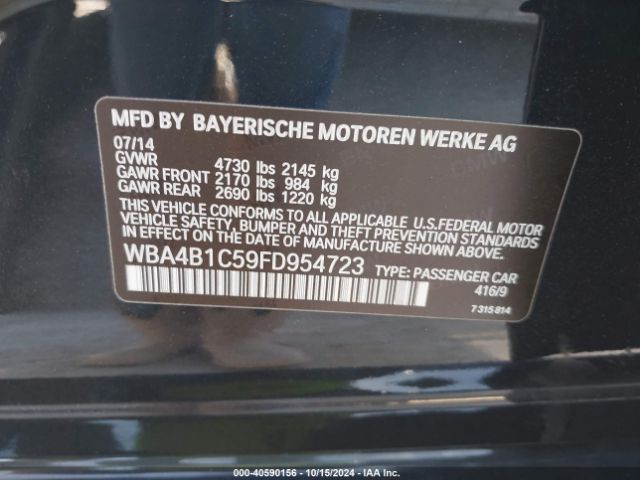 MFD BY BAYERISCHE MOTOREN WERKE AG
07/14
GVWR 4730 lbs 2145 kg
GAWR FRONT 2170 lbs 984 kg
GAWR REAR 2690 lbs 1220 kg
THIS VEHICLE CONFORMS TO ALL APPLICABLE U.S.FEDERAL MOTOR
VEHICLE SAFETY, BUMPER AND THEFT PREVENTION STANDARDS
IN EFFECT ON THE DATE OF MANUFACTURE SHOWN ABOVE.
WBA4B1C59FD954723 TYPE: PASSENGER CAR
416/9
7315814
000-40590156 - 10/15/2024 - IAA Inc.